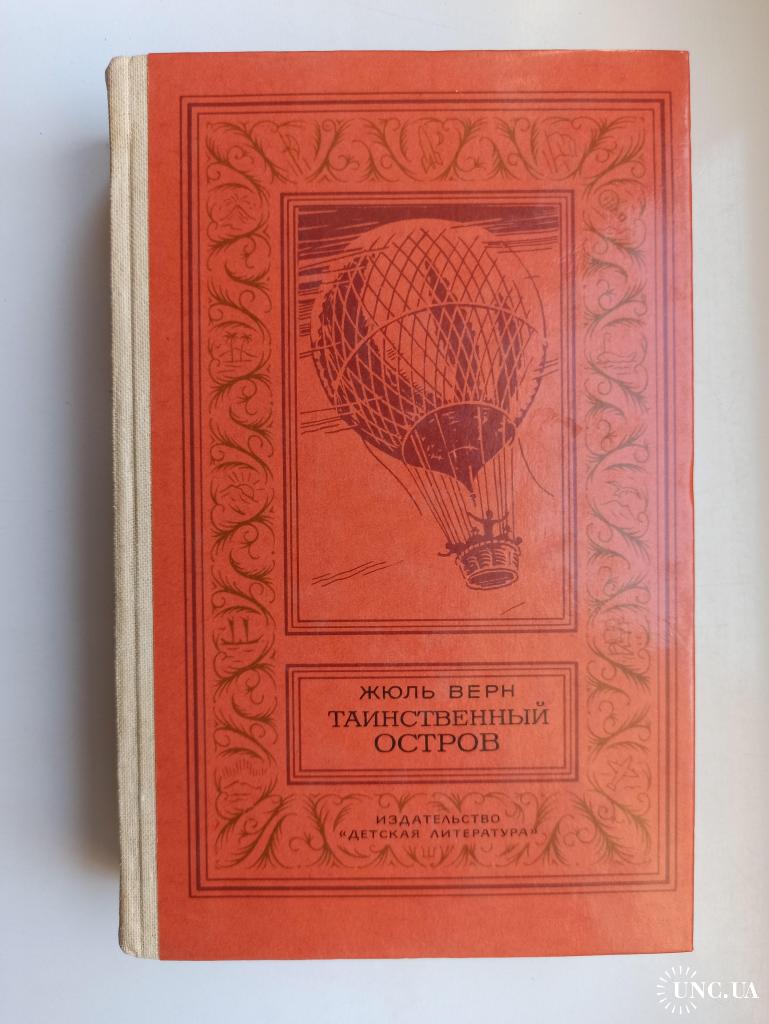 ЖЮЛЬ ВЕРН
ТАИНСТВЕННЫЙ
ОСТРОВ
ИЗДАТЕЛЬСТВО
«ДЕТСКАЯ ЛИТЕРАТУРА»
UNC.UA